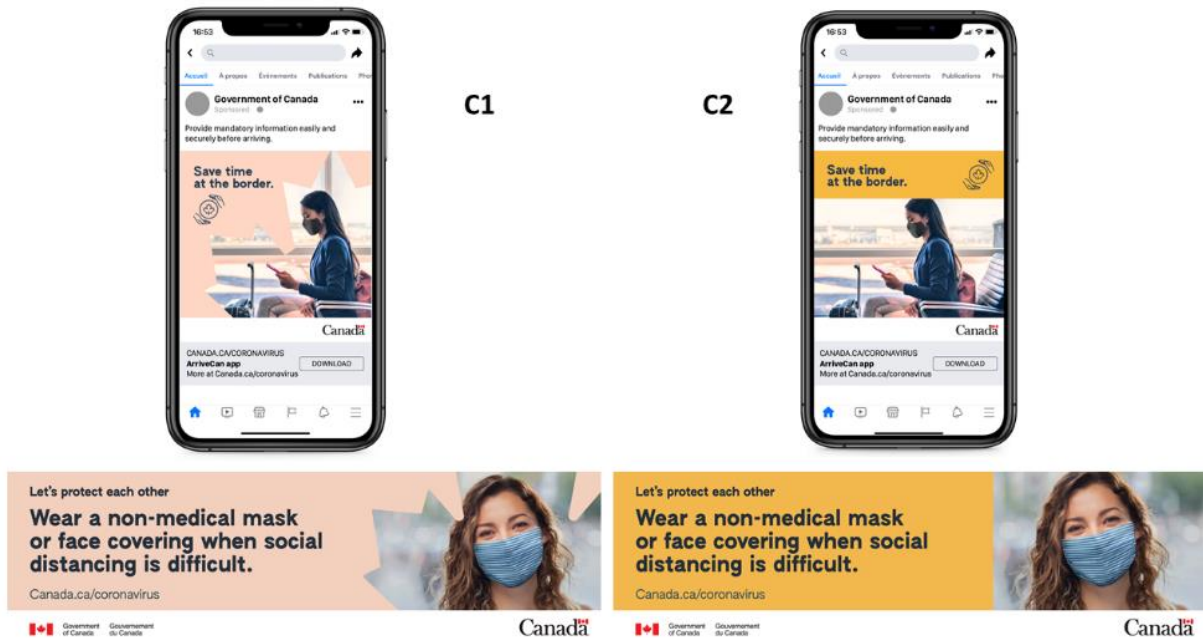 16:53
Accueil À propos Évènements Publications Pho
Government of Canada
Sponsored
Provide mandatory information easily and
securely before arriving.
Save time
at the border.
Canada
CANADA.CA/CORONAVIRUS
ArriveCan app
More at Canada.ca/coronavirus
DOWNLOAD
C1
C2
16:53
Accueil À propos Évènements Publications Pho
Government of Canada
Sponsored
Provide mandatory information easily and
securely before arriving.
Save time
at the border.
Canada
CANADA.CA/CORONAVIRUS
ArriveCan app
More at Canada.ca/coronavirus
DOWNLOAD
Let's protect each other
Wear a non-medical mask
or face covering when social
distancing is difficult.
Canada.ca/coronavirus
Government of Canada
Gouvernement du Canada
Canada
Let's protect each other
Wear a non-medical mask
or face covering when social
distancing is difficult.
Canada.ca/coronavirus
Government of Canada
Gouvernement du Canada
Canada